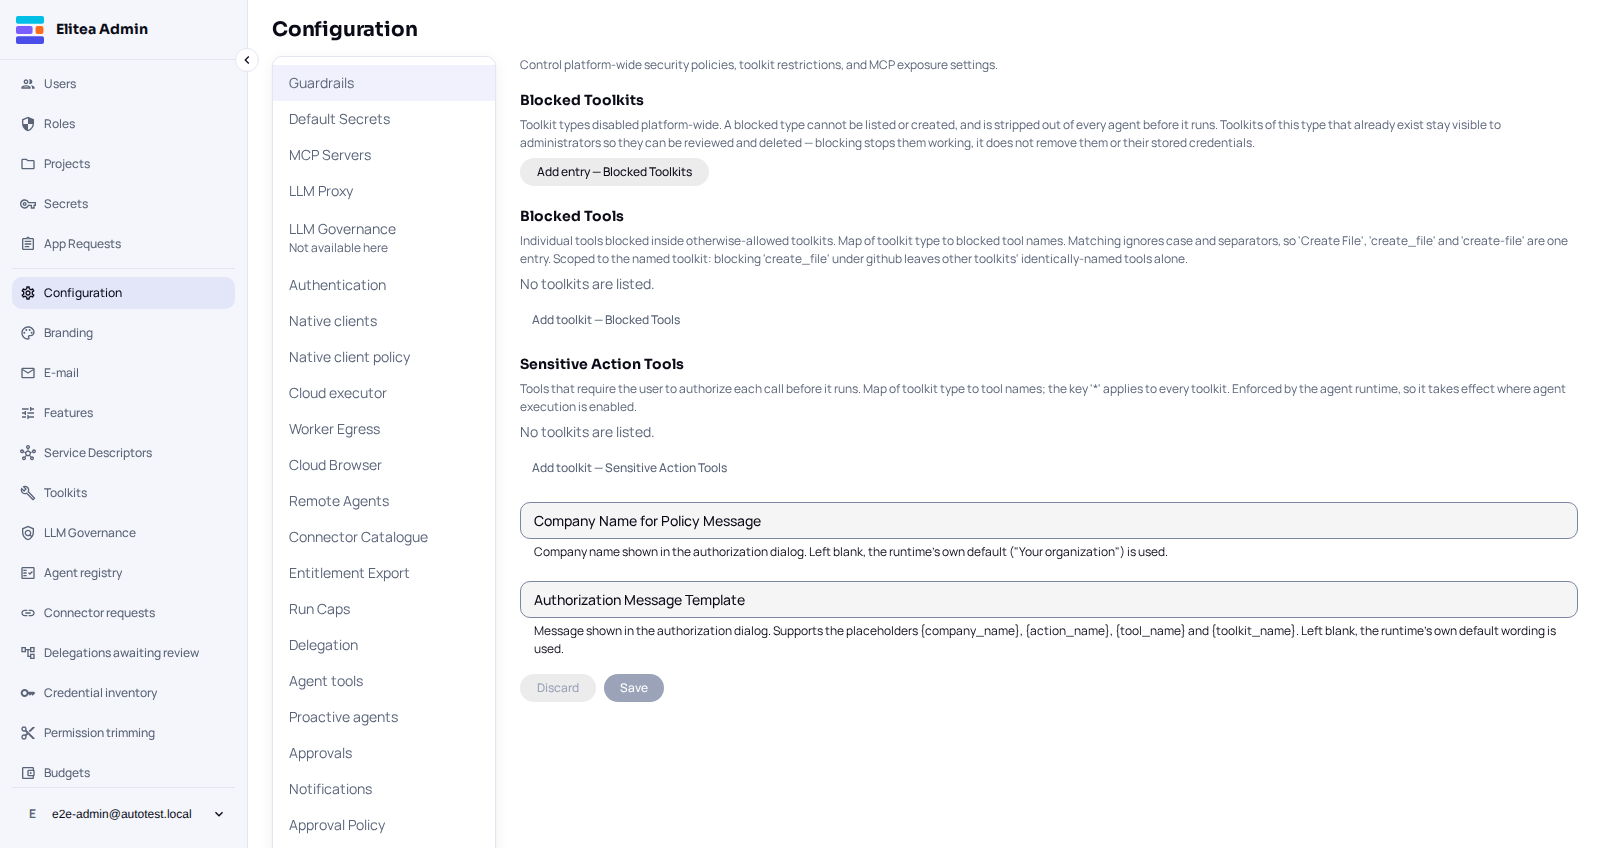 Elitea Admin
Users
Roles
Projects
Secrets
App Requests
Configuration
Branding
E-mail
Features
Service Descriptors
Toolkits
LLM Governance
Agent registry
Connector requests
Delegations awaiting review
Credential inventory
Permission trimming
Budgets
E e2e-admin@autotest.local
Configuration
Guardrails
Default Secrets
MCP Servers
LLM Proxy
LLM Governance
Not available here
Authentication
Native clients
Native client policy
Cloud executor
Worker Egress
Cloud Browser
Remote Agents
Connector Catalogue
Entitlement Export
Run Caps
Delegation
Agent tools
Proactive agents
Approvals
Notifications
Approval Policy
Control platform-wide security policies, toolkit restrictions, and MCP exposure settings.
Blocked Toolkits
Toolkit types disabled platform-wide. A blocked type cannot be listed or created, and is stripped out of every agent before it runs. Toolkits of this type that already exist stay visible to
administrators so they can be reviewed and deleted — blocking stops them working, it does not remove them or their stored credentials.
Add entry — Blocked Toolkits
Blocked Tools
Individual tools blocked inside otherwise-allowed toolkits. Map of toolkit type to blocked tool names. Matching ignores case and separators, so 'Create File', 'create_file' and 'create-file' are one
entry. Scoped to the named toolkit: blocking 'create_file' under github leaves other toolkits' identically-named tools alone.
No toolkits are listed.
Add toolkit — Blocked Tools
Sensitive Action Tools
Tools that require the user to authorize each call before it runs. Map of toolkit type to tool names; the key '*' applies to every toolkit. Enforced by the agent runtime, so it takes effect where agent
execution is enabled.
No toolkits are listed.
Add toolkit — Sensitive Action Tools
Company Name for Policy Message
Company name shown in the authorization dialog. Left blank, the runtime's own default ("Your organization") is used.
Authorization Message Template
Message shown in the authorization dialog. Supports the placeholders {company_name}, {action_name}, {tool_name} and {toolkit_name}. Left blank, the runtime's own default wording is
used.
Discard
Save